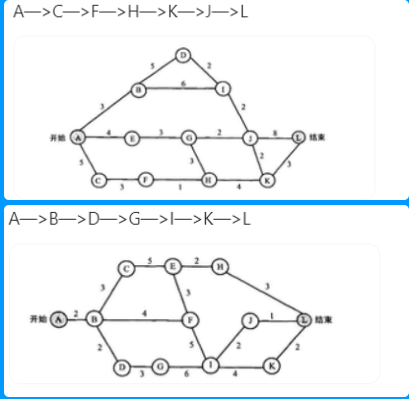 A—>C—>F—>H—>K—>J—>L
D
5
2
B
6
I
3
2
开始
A
4
E
3
G
2
J
8
L
结束
5
3
2
3
C
3
F
1
H
4
K
A—>B—>D—>G—>I—>K—>L
C
5
E
2
H
3
3
3
开始
A
2
B
4
F
J
1
L
结束
2
5
2
2
D
3
G
6
I
4
K